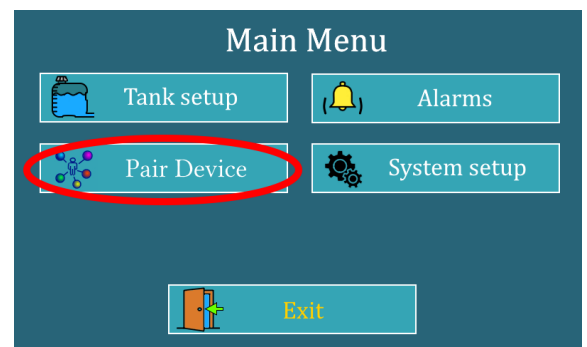 Main Menu
Tank setup
Alarms
Pair Device
System setup
Exit